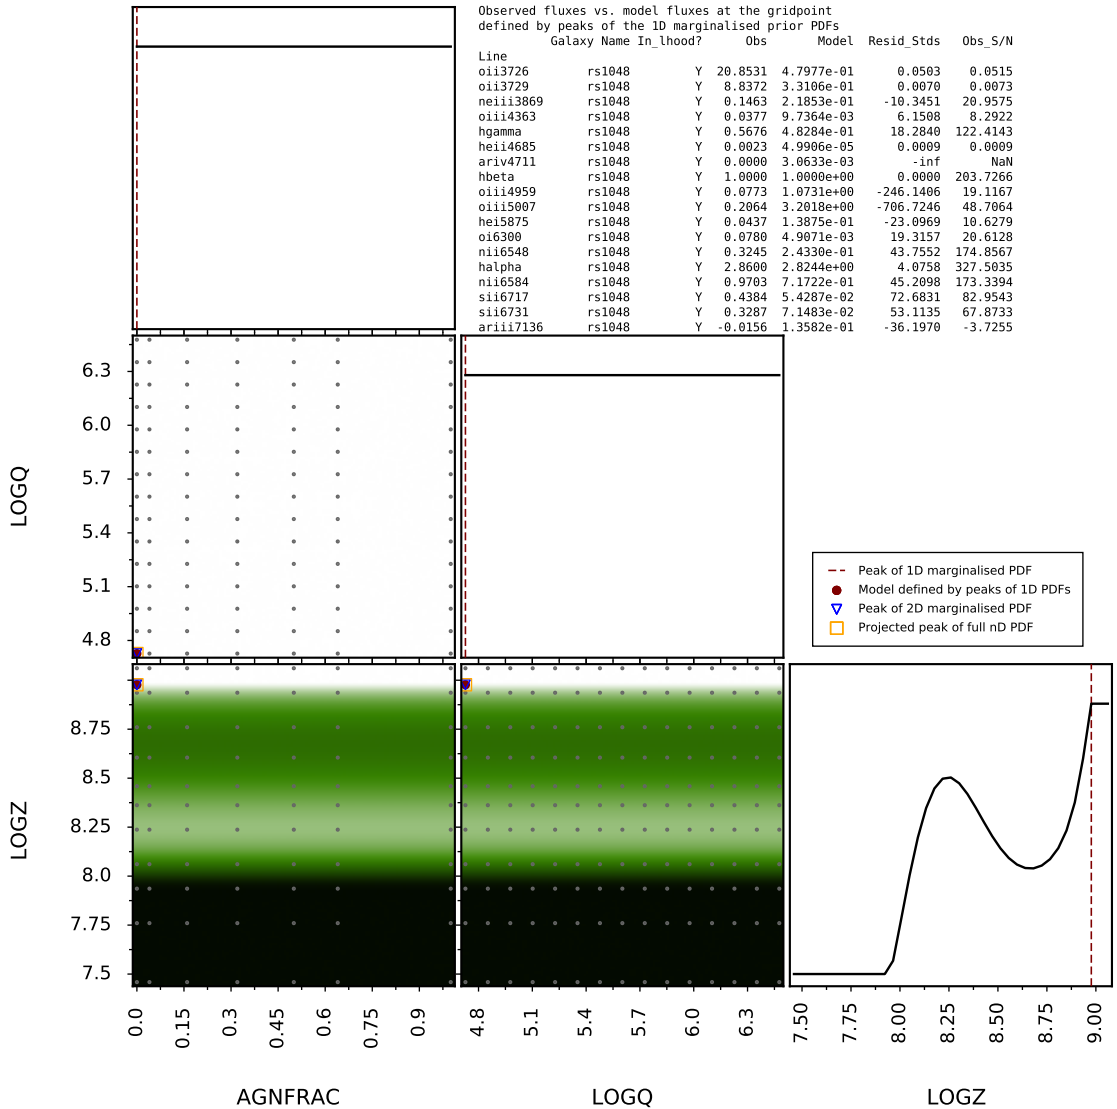 Observed fluxes vs. model fluxes at the gridpoint
defined by peaks of the 1D marginalised prior PDFs
Galaxy Name In_lhood? Obs Model Resid_Stds Obs_S/N
Line
oii3726 rs1048 Y 20.8531 4.7977e-01 0.0503 0.0515
oii3729 rs1048 Y 8.8372 3.3106e-01 0.0070 0.0073
neiii3869 rs1048 Y 0.1463 2.1853e-01 -10.3451 20.9575
oiii4363 rs1048 Y 0.0377 9.7364e-03 6.1508 8.2922
hgamma rs1048 Y 0.5676 4.8284e-01 18.2840 122.4143
heii4685 rs1048 Y 0.0023 4.9906e-05 0.0009 0.0009
ariv4711 rs1048 Y 0.0000 3.0633e-03 -inf NaN
hbeta rs1048 Y 1.0000 1.0000e+00 0.0000 203.7266
oiii4959 rs1048 Y 0.0773 1.0731e+00 -246.1406 19.1167
oiii5007 rs1048 Y 0.2064 3.2018e+00 -706.7246 48.7064
hei5875 rs1048 Y 0.0437 1.3875e-01 -23.0969 10.6279
oi6300 rs1048 Y 0.0780 4.9071e-03 19.3157 20.6128
nii6548 rs1048 Y 0.3245 2.4330e-01 43.7552 174.8567
halpha rs1048 Y 2.8600 2.8244e+00 4.0758 327.5035
nii6584 rs1048 Y 0.9703 7.1722e-01 45.2098 173.3394
sii6717 rs1048 Y 0.4384 5.4287e-02 72.6831 82.9543
sii6731 rs1048 Y 0.3287 7.1483e-02 53.1135 67.8733
ariii7136 rs1048 Y -0.0156 1.3582e-01 -36.1970 -3.7255
LOGQ
6.3
6.0
5.7
5.4
5.1
4.8
Peak of 1D marginalised PDF
Model defined by peaks of 1D PDFs
Peak of 2D marginalised PDF
Projected peak of full nD PDF
LOGZ
8.75
8.5
8.25
8.0
7.75
7.5
0.0 0.15 0.3 0.45 0.6 0.75 0.9
4.8 5.1 5.4 5.7 6.0 6.3
7.50 7.75 8.00 8.25 8.50 8.75 9.00
AGNFRAC LOGQ LOGZ